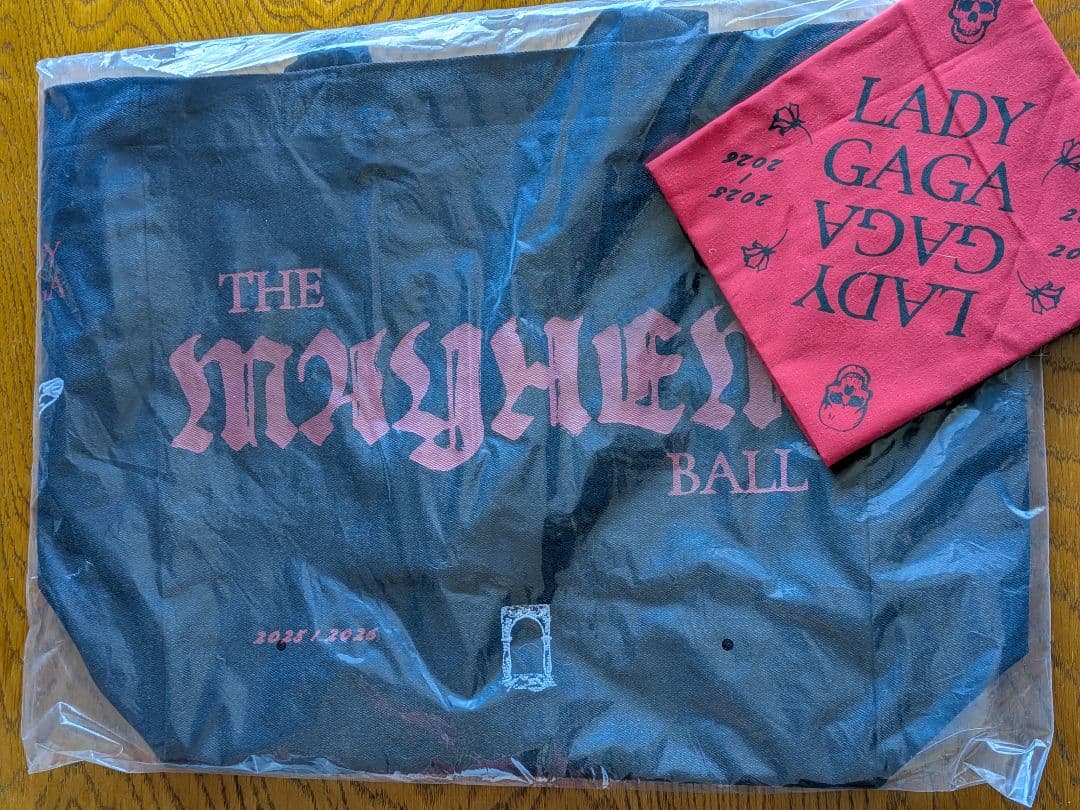 THE
MAYHEM
BALL
2025 / 2026
LADY
GAGA
GAGA
LADY
2025
/
2026